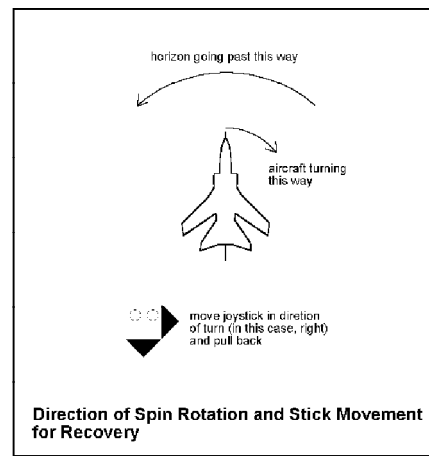 horizon going past this way
aircraft turning
this way
move joystick in diretion
of turn (in this case, right)
and pull back
Direction of Spin Rotation and Stick Movement
for Recovery